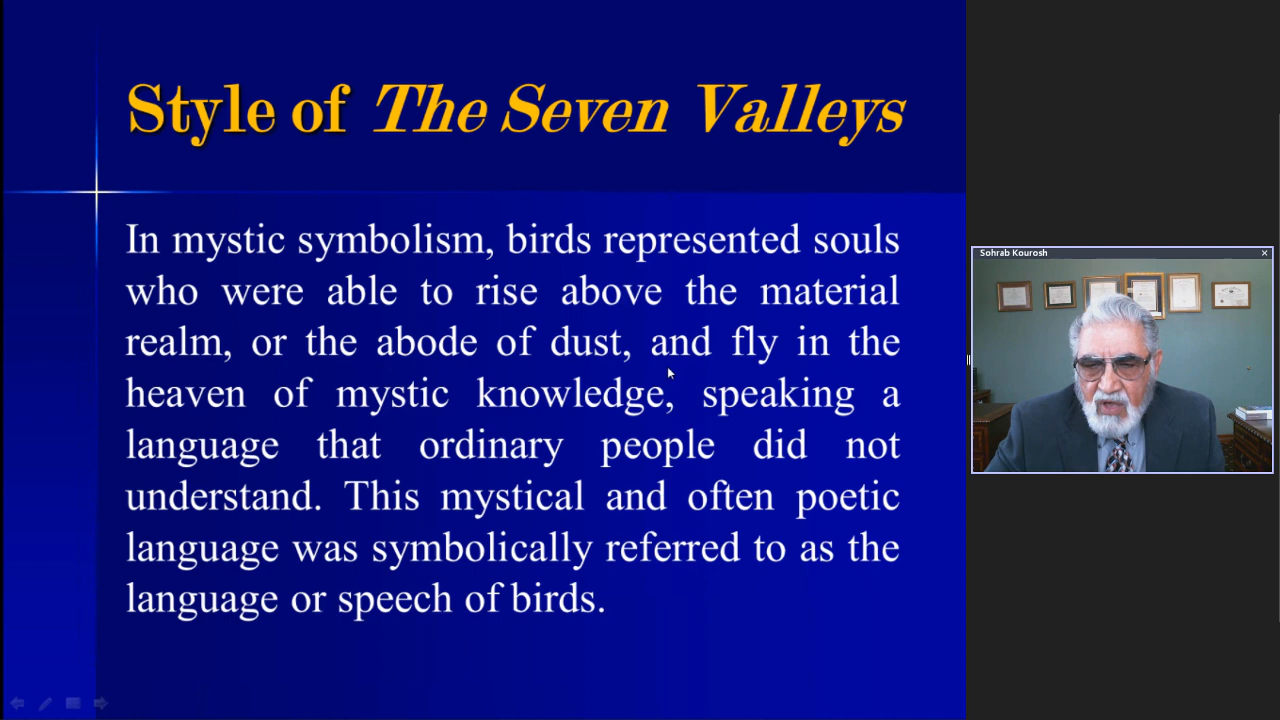 Style of The Seven Valleys
In mystic symbolism, birds represented souls
who were able to rise above the material
realm, or the abode of dust, and fly in the
heaven of mystic knowledge, speaking a
language that ordinary people did not
understand. This mystical and often poetic
language was symbolically referred to as the
language or speech of birds.
Sohrab Kourosh